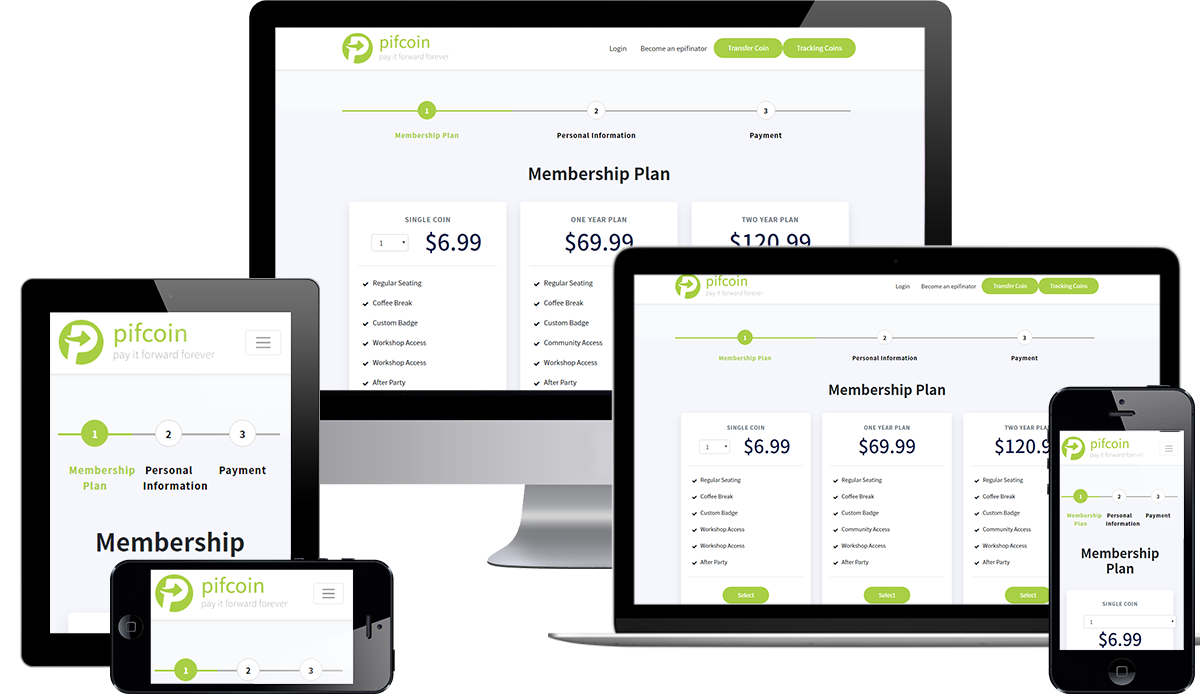 pifcoin
pay it forward forever
Login
Become an epifinator
Transfer Coin
Tracking Coins
1
2
3
Membership Plan
Personal Information
Payment
Membership Plan
SINGLE COIN
ONE YEAR PLAN
TWO YEAR PLAN
1
$6.99
$69.99
$120.99
Regular Seating
Coffee Break
Custom Badge
Workshop Access
Workshop Access
After Party
Regular Seating
Coffee Break
Custom Badge
Community Access
Workshop Access
After Party
pifcoin
pay it forward forever
Login
Become an epifinator
Transfer Coin
Tracking Coins
1
2
3
Membership Plan
Personal Information
Payment
Membership Plan
SINGLE COIN
ONE YEAR PLAN
TWO YEAR PLA
1
$6.99
$69.99
$120.9
Regular Seating
Coffee Break
Custom Badge
Workshop Access
Workshop Access
After Party
Select
Regular Seating
Coffee Break
Custom Badge
Community Access
Workshop Access
After Party
Select
Regular Seating
Coffee Break
Custom Badge
Community Access
Workshop Access
After Party
Select
pifcoin
pay it forward forever
1
2
3
Membership
Plan
Personal
Information
Payment
Membership
pifcoin
pay it forward forever
1
2
3
pifcoin
pay it forward forever
1
2
3
Membership
Plan
Personal
Information
Payment
Membership
Plan
SINGLE COIN
1
$6.99